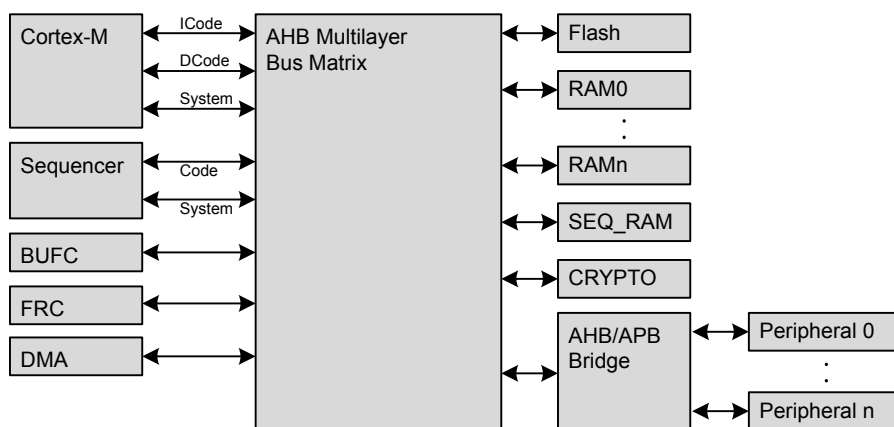 Cortex-M
ICode
DCode
System
Sequencer
Code
System
BUFC
FRC
DMA
AHB Multilayer
Bus Matrix
Flash
RAM0
:
RAMn
SEQ_RAM
CRYPTO
AHB/APB
Bridge
Peripheral 0
:
Peripheral n